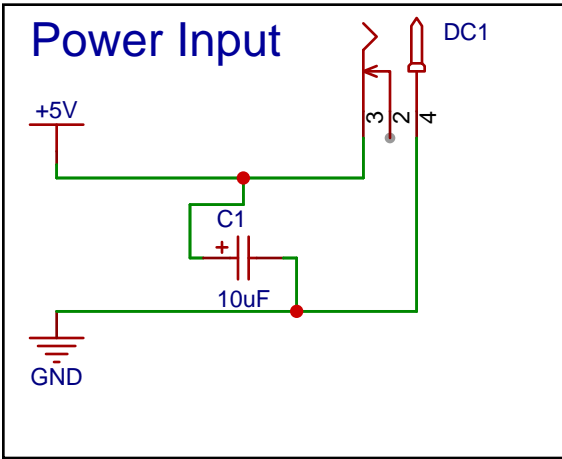 Power Input
DC1
+5V
3
2
4
C1
+
10uF
GND